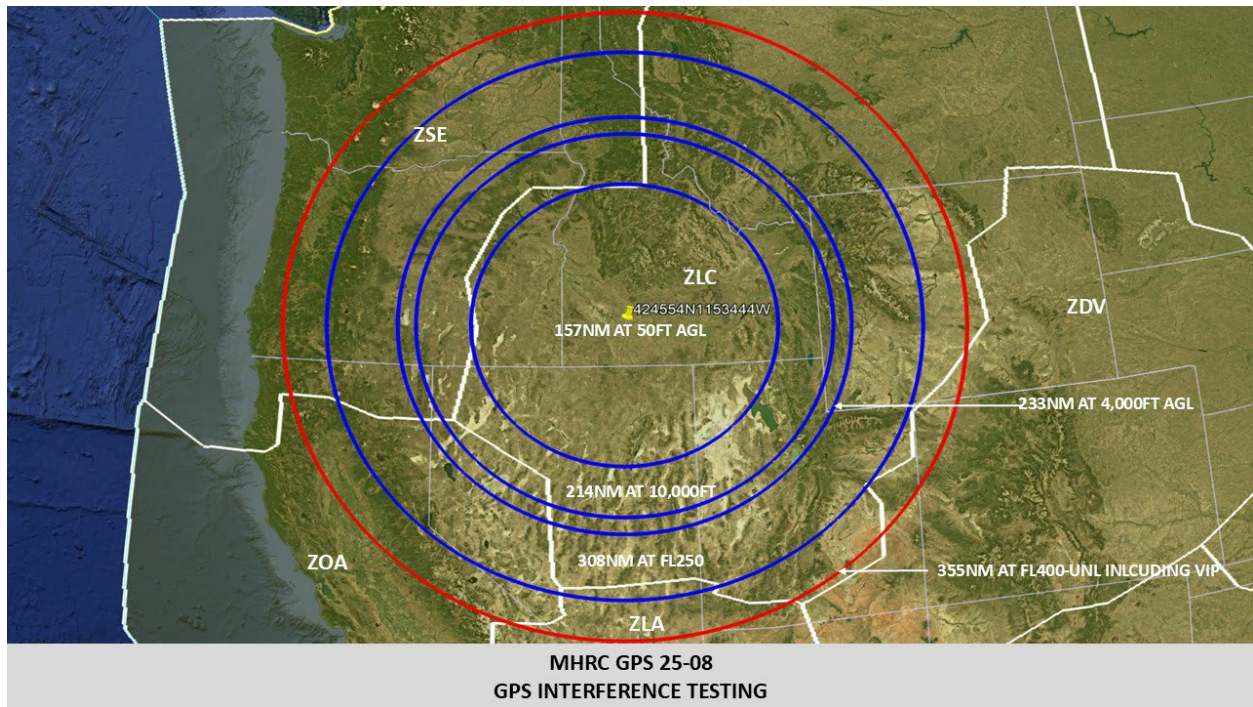 ZSE
ZLC
424554N1153444W
157NM AT 50FT AGL
ZDV
233NM AT 4,000FT AGL
214NM AT 10,000FT
308NM AT FL250
ZOA
355NM AT FL400-UNL INLCUDING VIP
ZLA
MHRC GPS 25-08
GPS INTERFERENCE TESTING